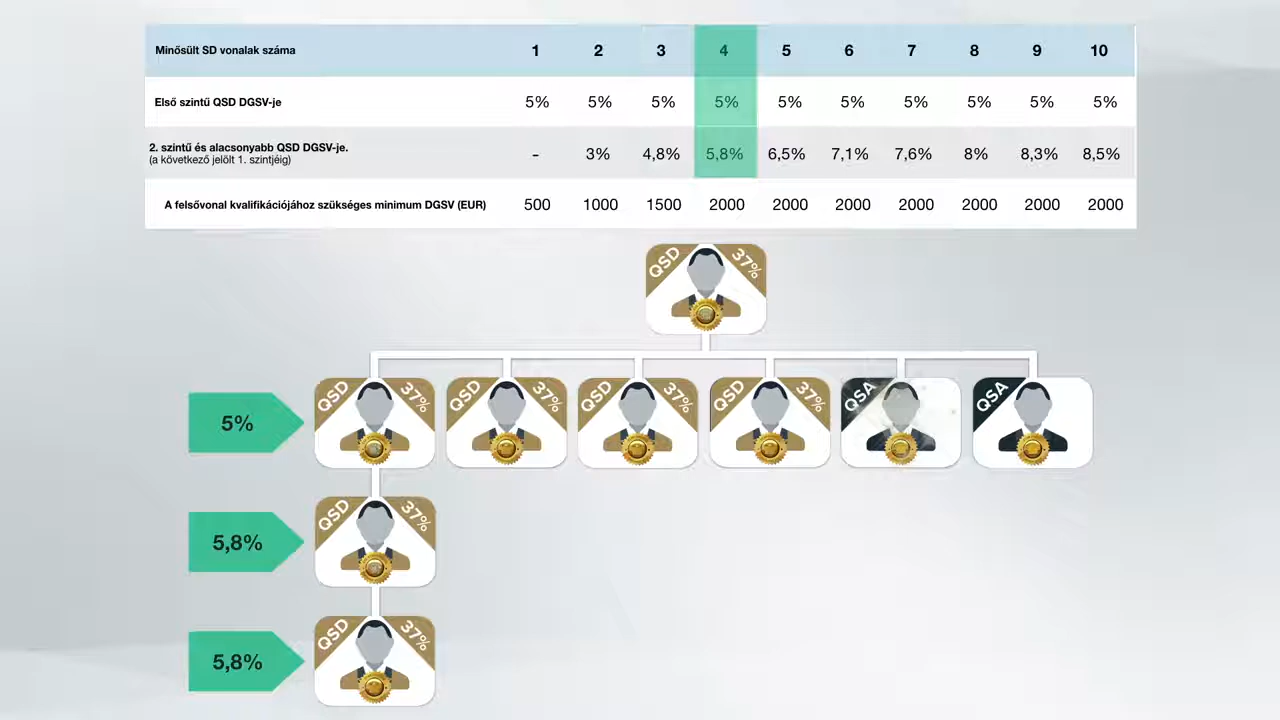 Minősült SD vonalak száma 1 2 3 4 5 6 7 8 9 10
Első szintű QSD DGSV-je 5% 5% 5% 5% 5% 5% 5% 5% 5% 5%
2. szintű és alacsonyabb QSD DGSV-je.
(a következő jelölt 1. szintjéig) - 3% 4,8% 5,8% 6,5% 7,1% 7,6% 8% 8,3% 8,5%
A felsővonal kvalifikációjához szükséges minimum DGSV (EUR) 500 1000 1500 2000 2000 2000 2000 2000 2000 2000
QSD 37%
5% QSD 37% QSD 37% QSD 37% QSD 37% QSA QSA
5,8% QSD 37%
5,8% QSD 37%